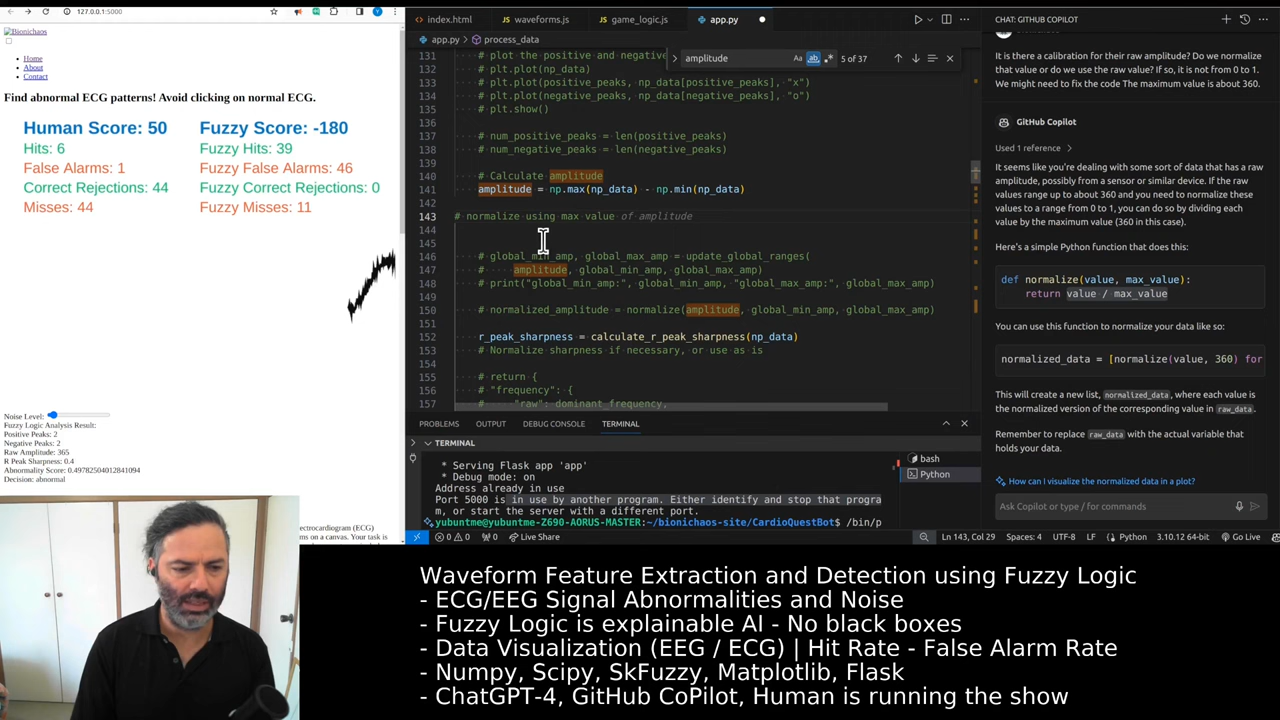 127.0.0.1:5000
Bionichaos
Home
About
Contact
Find abnormal ECG patterns! Avoid clicking on normal ECG.
Human Score: 50
Fuzzy Score: -180
Hits: 6
Fuzzy Hits: 39
False Alarms: 1
Fuzzy False Alarms: 46
Correct Rejections: 44
Fuzzy Correct Rejections: 0
Misses: 44
Fuzzy Misses: 11
Noise Level:
Fuzzy Logic Analysis Result:
Positive Peaks: 2
Negative Peaks: 2
Raw Amplitude: 365
R Peak Sharpness: 0.4
Abnormality Score: 0.49782504012841094
Decision: abnormal
ectrocardiogram (ECG)
ms on a canvas. Your task is
index.html
waveforms.js
game_logic.js
app.py
app.py > process_data
amplitude
Aa
ab
5 of 37
131 # plot the positive and negative
132 # plt.plot(np_data)
133 # plt.plot(positive_peaks, np_data[positive_peaks], "x")
134 # plt.plot(negative_peaks, np_data[negative_peaks], "o")
135 # plt.show()
136
137 # num_positive_peaks = len(positive_peaks)
138 # num_negative_peaks = len(negative_peaks)
139
140 # Calculate amplitude
141 amplitude = np.max(np_data) - np.min(np_data)
142
143 # normalize using max value of amplitude
144
145
146 # global_min_amp, global_max_amp = update_global_ranges(
147 # amplitude, global_min_amp, global_max_amp)
148 # print("global_min_amp:", global_min_amp, "global_max_amp:", global_max_amp)
149
150 # normalized_amplitude = normalize(amplitude, global_min_amp, global_max_amp)
151
152 r_peak_sharpness = calculate_r_peak_sharpness(np_data)
153 # Normalize sharpness if necessary, or use as is
154
155 # return {
156 # "frequency": {
157 # "raw": dominant_frequency,
PROBLEMS OUTPUT DEBUG CONSOLE TERMINAL
TERMINAL
* Serving Flask app 'app'
* Debug mode: on
Address already in use
Port 5000 is in use by another program. Either identify and stop that progra
m, or start the server with a different port.
yubuntme@yubuntme-Z690-AORUS-MASTER:~/bionichaos-site/CardioQuestBot$ /bin/p
bash
Python
0 0 0 Live Share
Ln 143, Col 29 Spaces: 4 UTF-8 LF Python 3.10.12 64-bit Go Live
CHAT: GITHUB COPILOT
It is there a calibration for their raw amplitude? Do we normalize
that value or do we use the raw value? If so, it is not from 0 to 1.
We might need to fix the code The maximum value is about 360.
GitHub Copilot
Used 1 reference >
It seems like you're dealing with some sort of data that has a raw
amplitude, possibly from a sensor or similar device. If the raw
values range up to about 360 and you need to normalize these
values to a range from 0 to 1, you can do so by dividing each
value by the maximum value (360 in this case).
Here's a simple Python function that does this:
def normalize(value, max_value):
return value / max_value
You can use this function to normalize your data like so:
normalized_data = [normalize(value, 360) for
This will create a new list, normalized_data, where each value is
the normalized version of the corresponding value in raw_data.
Remember to replace raw_data with the actual variable that
holds your data.
How can I visualize the normalized data in a plot?
Ask Copilot or type / for commands
Waveform Feature Extraction and Detection using Fuzzy Logic
- ECG/EEG Signal Abnormalities and Noise
- Fuzzy Logic is explainable AI - No black boxes
- Data Visualization (EEG / ECG) | Hit Rate - False Alarm Rate
- Numpy, Scipy, SkFuzzy, Matplotlib, Flask
- ChatGPT-4, GitHub CoPilot, Human is running the show